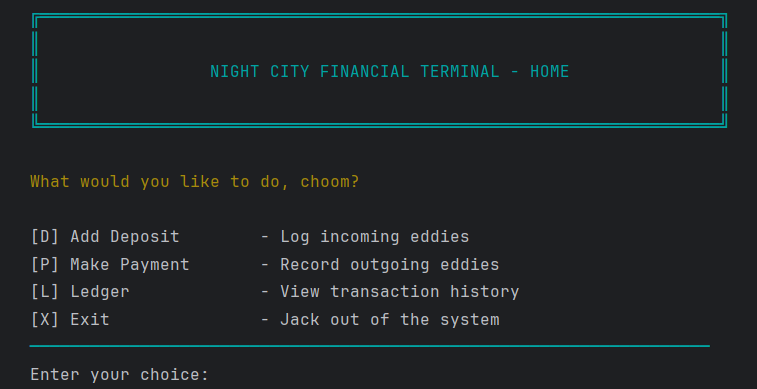 NIGHT CITY FINANCIAL TERMINAL - HOME
What would you like to do, choom?
[D] Add Deposit - Log incoming eddies
[P] Make Payment - Record outgoing eddies
[L] Ledger - View transaction history
[X] Exit - Jack out of the system
Enter your choice: